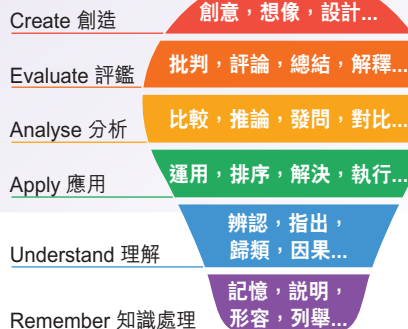 Create 創造
創意，想像，設計...
Evaluate 評鑑
批判，評論，總結，解釋...
Analyse 分析
比較，推論，發問，對比...
Apply 應用
運用，排序，解決，執行...
Understand 理解
辨認，指出，
歸類，因果...
Remember 知識處理
記憶，說明，
形容，列舉...